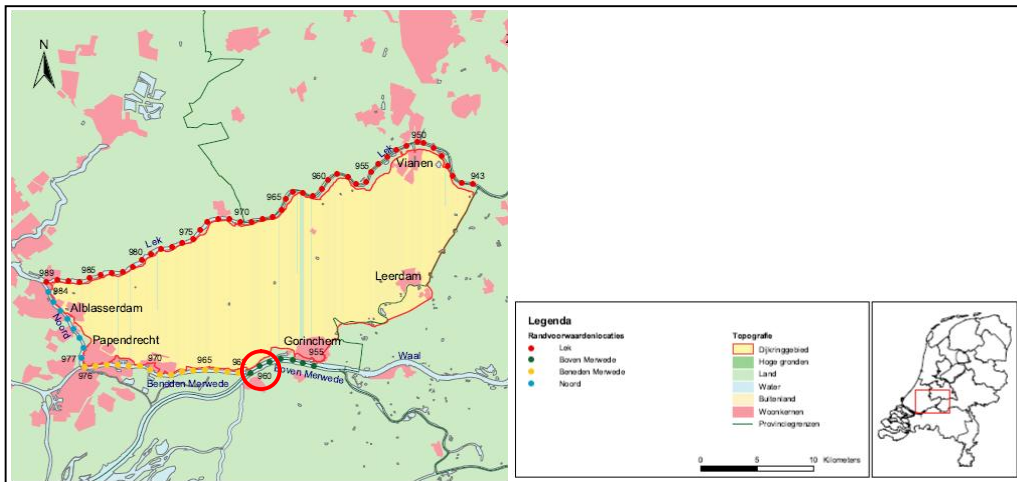 N
950
Lek
Vianen
955
960
943
965
970
975
Lek
980
985
989
984
Leerdam
Alblasserdam
Noord
Papendrecht
Gorinchem
977
970
965
955
Waal
976
960
Boven Merwede
Beneden Merwede
Legenda
Randvoorwaardenlocaties
Lek
Boven Merwede
Beneden Merwede
Noord
Topografie
Dijkringgebied
Hoge gronden
Land
Water
Buitenland
Woonkernen
Provinciegrenzen
0 5 10 Kilometers